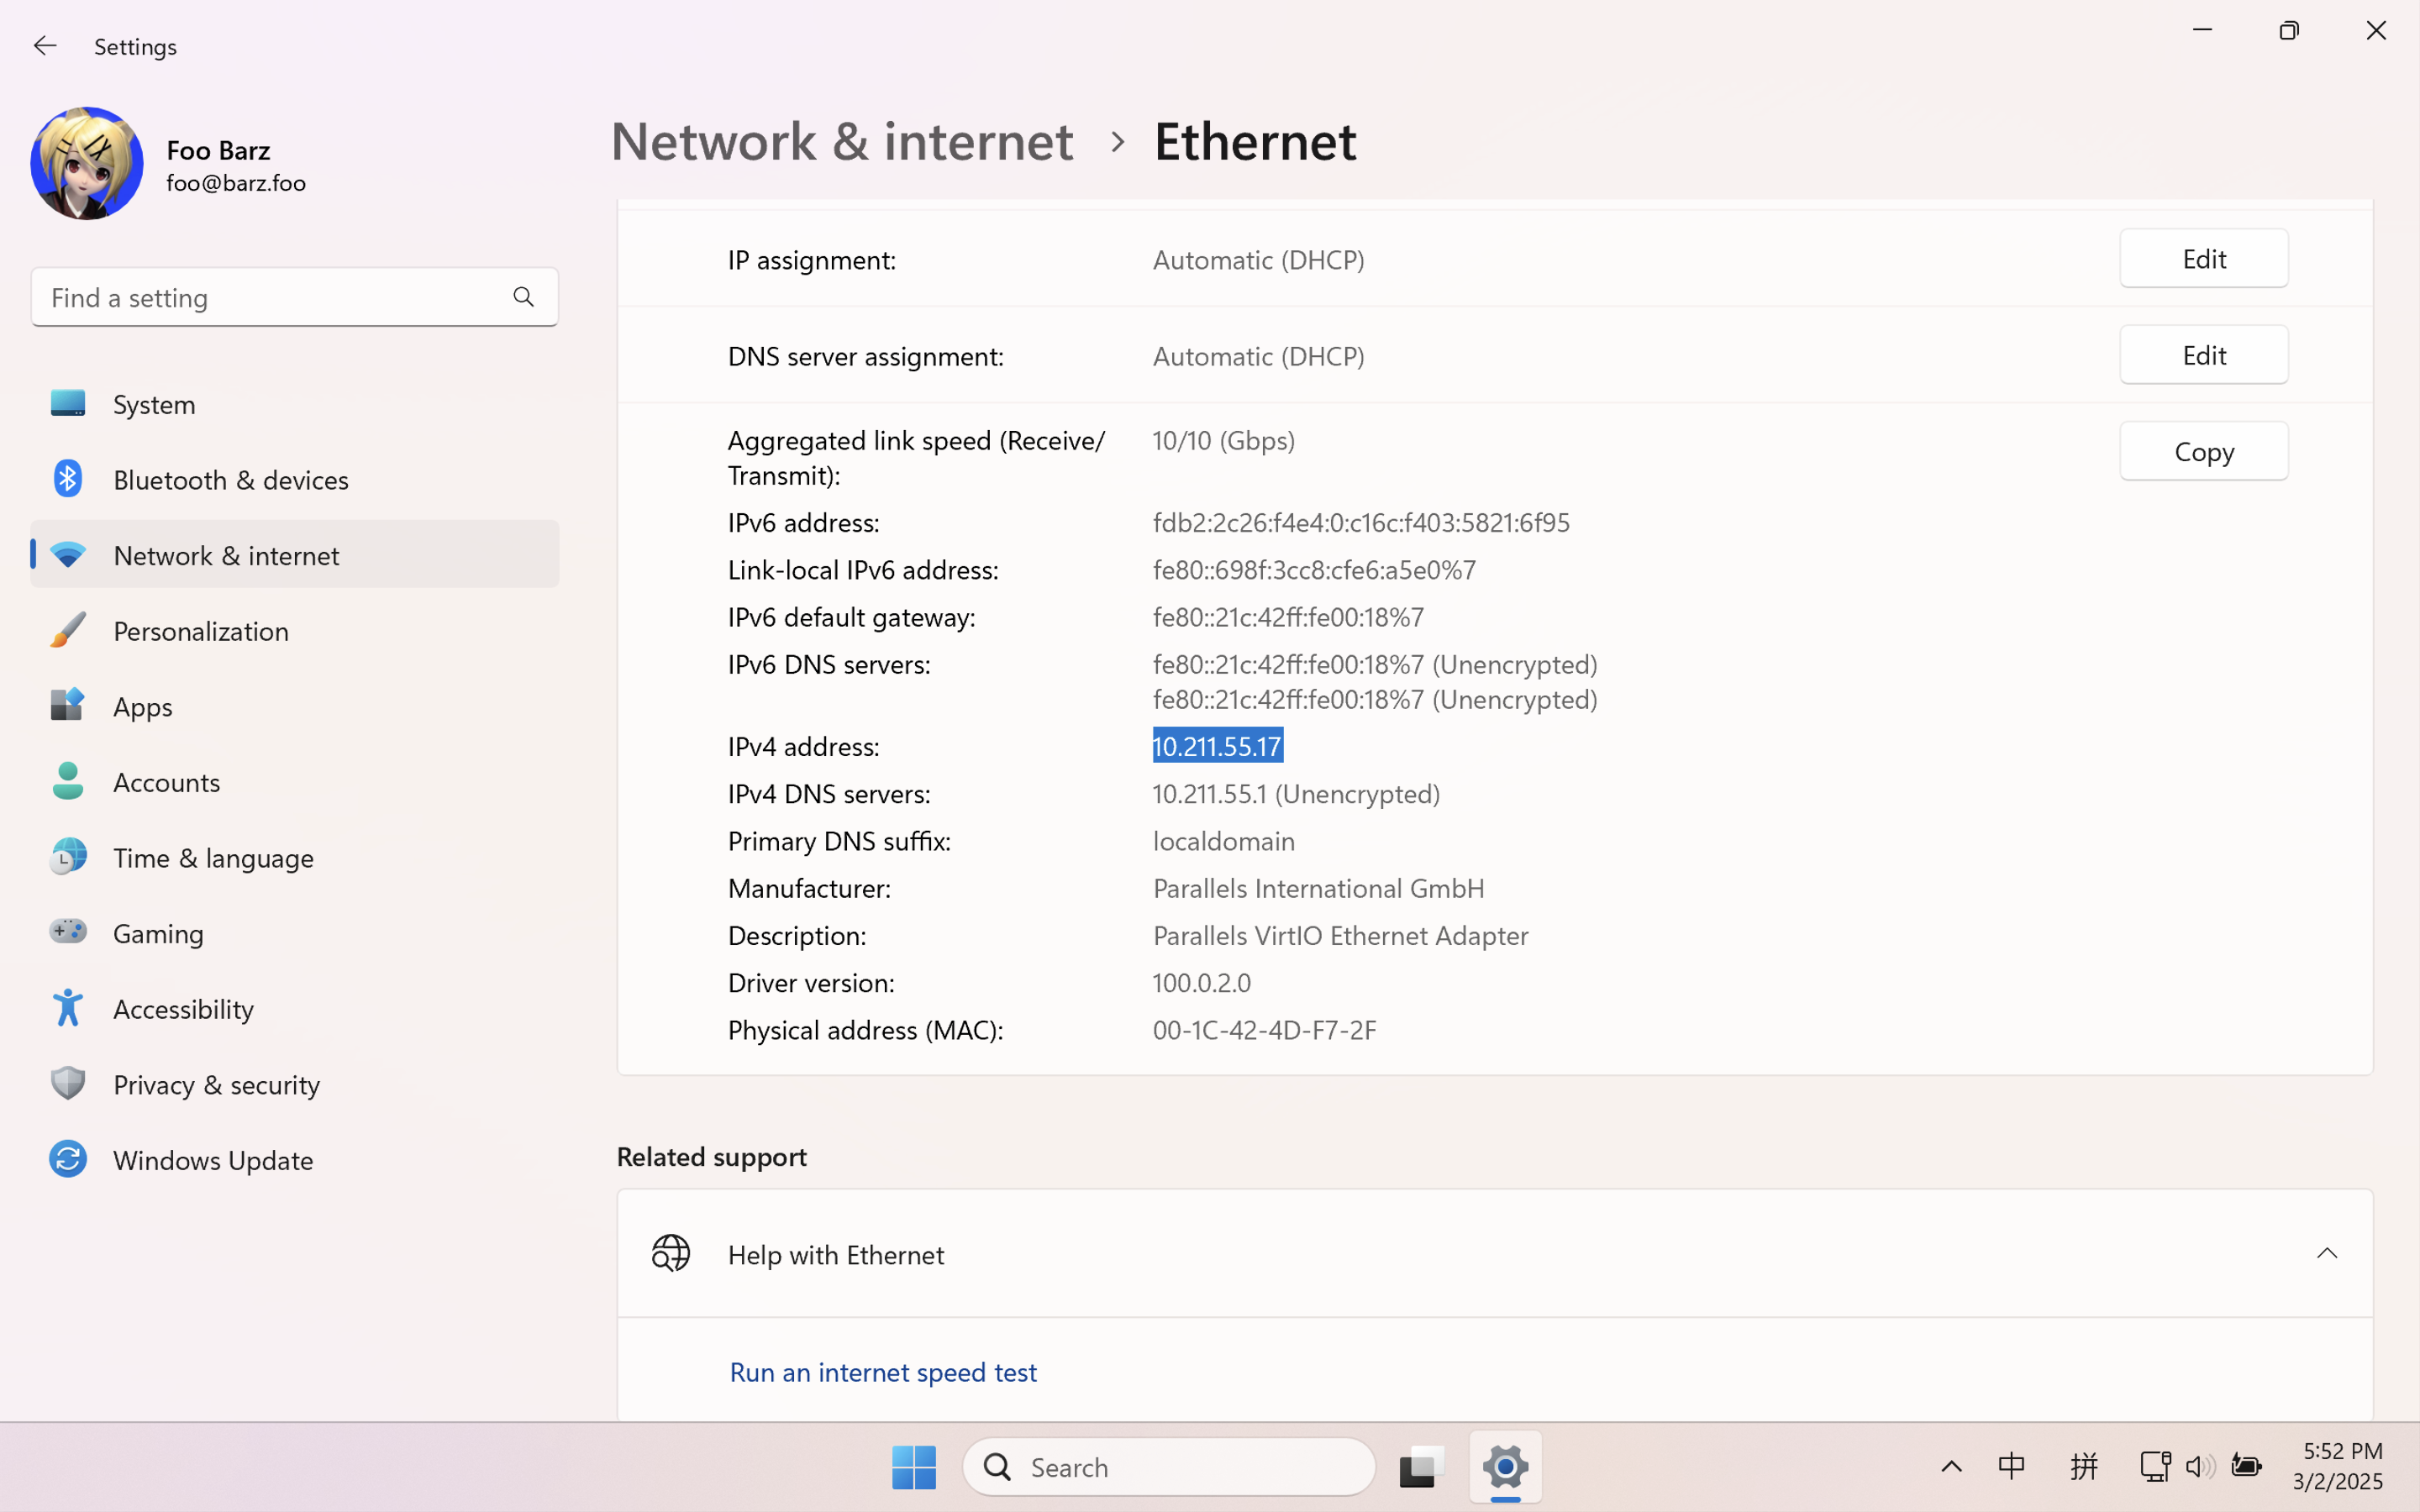 Settings
Foo Barz
foo@barz.foo
Find a setting
System
Bluetooth & devices
Network & internet
Personalization
Apps
Accounts
Time & language
Gaming
Accessibility
Privacy & security
Windows Update
Network & internet > Ethernet
IP assignment: Automatic (DHCP) Edit
DNS server assignment: Automatic (DHCP) Edit
Aggregated link speed (Receive/ 10/10 (Gbps) Copy
Transmit):
IPv6 address: fdb2:2c26:f4e4:0:c16c:f403:5821:6f95
Link-local IPv6 address: fe80::698f:3cc8:cfe6:a5e0%7
IPv6 default gateway: fe80::21c:42ff:fe00:18%7
IPv6 DNS servers: fe80::21c:42ff:fe00:18%7 (Unencrypted)
fe80::21c:42ff:fe00:18%7 (Unencrypted)
IPv4 address: 10.211.55.17
IPv4 DNS servers: 10.211.55.1 (Unencrypted)
Primary DNS suffix: localdomain
Manufacturer: Parallels International GmbH
Description: Parallels VirtIO Ethernet Adapter
Driver version: 100.0.2.0
Physical address (MAC): 00-1C-42-4D-F7-2F
Related support
Help with Ethernet
Run an internet speed test
Search
中 拼
5:52 PM
3/2/2025